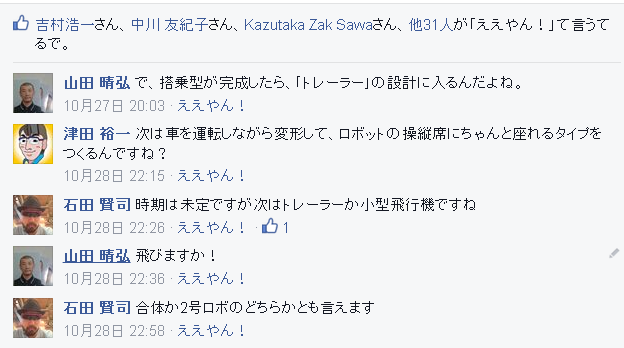 吉村浩一さん、中川 友紀子さん、Kazutaka Zak Sawaさん、他31人が「ええやん！」て言うて
るで。
山田 晴弘 で、搭乗型が完成したら、「トレーラー」の設計に入るんだよね。
10月27日 20:03 · ええやん！
津田 裕一 次は車を運転しながら変形して、ロボットの操縦席にちゃんと座れるタイプを
つくるんですね？
10月28日 22:15 · ええやん！
石田 賢司 時期は未定ですが次はトレーラーか小型飛行機ですね
10月28日 22:26 · ええやん！ · 1
山田 晴弘 飛びますか！
10月28日 22:36 · ええやん！
石田 賢司 合体か2号ロボのどちらかとも言えます
10月28日 22:58 · ええやん！